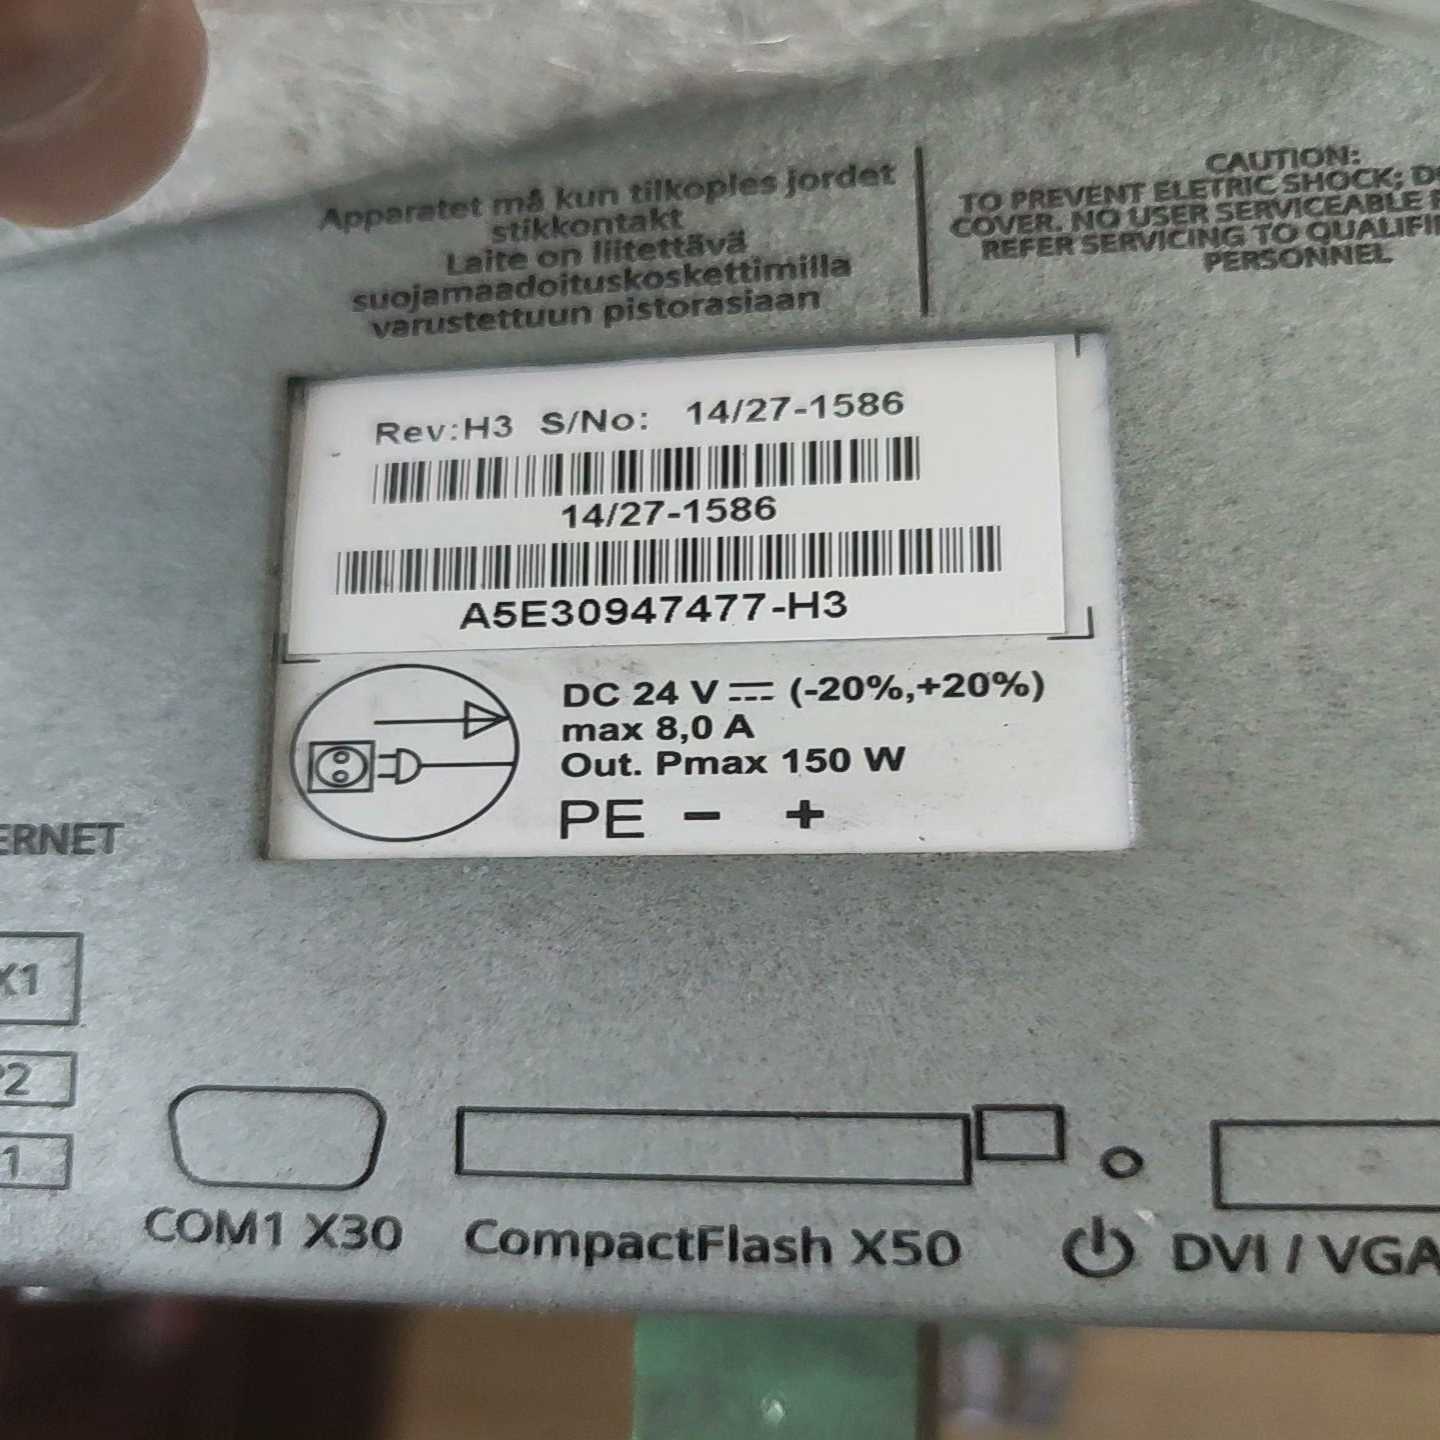 Apparatet må kun tilkoples jordet
stikkontakt
Laite on liitettävä
suojamaadoituskoskettimilla
varustettuun pistorasiaan
CAUTION:
TO PREVENT ELETRIC SHOCK; DO
COVER. NO USER SERVICEABLE
REFER SERVICING TO QUALIFI
PERSONNEL
Rev:H3 S/No: 14/27-1586
14/27-1586
A5E30947477-H3
DC 24 V ⎓ (-20%,+20%)
max 8,0 A
Out. Pmax 150 W
PE - +
ERNET
X1
P2
1
COM1 X30
CompactFlash X50
DVI / VGA